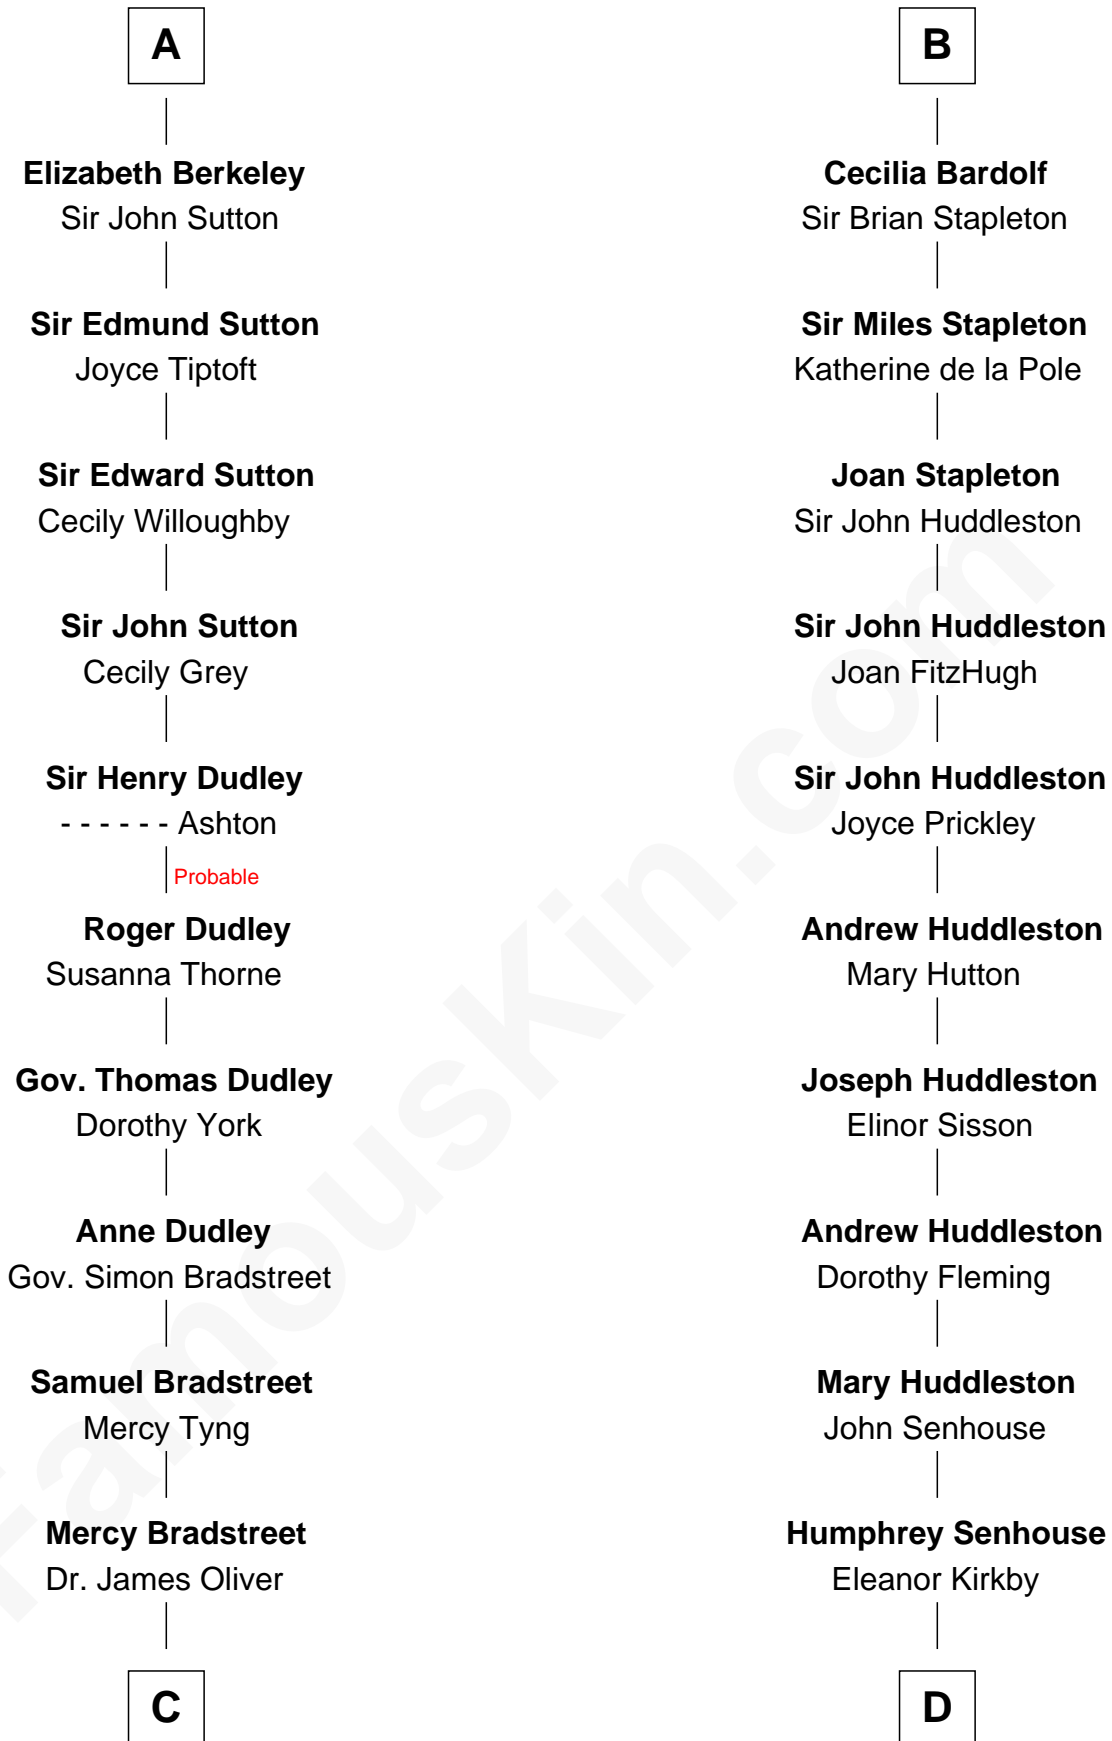 A
Elizabeth Berkeley
Sir John Sutton
Sir Edmund Sutton
Joyce Tiptoft
Sir Edward Sutton
Cecily Willoughby
Sir John Sutton
Cecily Grey
Sir Henry Dudley
- - - - - - Ashton
Probable
Roger Dudley
Susanna Thorne
Gov. Thomas Dudley
Dorothy York
Anne Dudley
Gov. Simon Bradstreet
Samuel Bradstreet
Mercy Tyng
Mercy Bradstreet
Dr. James Oliver
C
B
Cecilia Bardolf
Sir Brian Stapleton
Sir Miles Stapleton
Katherine de la Pole
Joan Stapleton
Sir John Huddleston
Sir John Huddleston
Joan FitzHugh
Sir John Huddleston
Joyce Prickley
Andrew Huddleston
Mary Hutton
Joseph Huddleston
Elinor Sisson
Andrew Huddleston
Dorothy Fleming
Mary Huddleston
John Senhouse
Humphrey Senhouse
Eleanor Kirkby
D
FamousKin.com